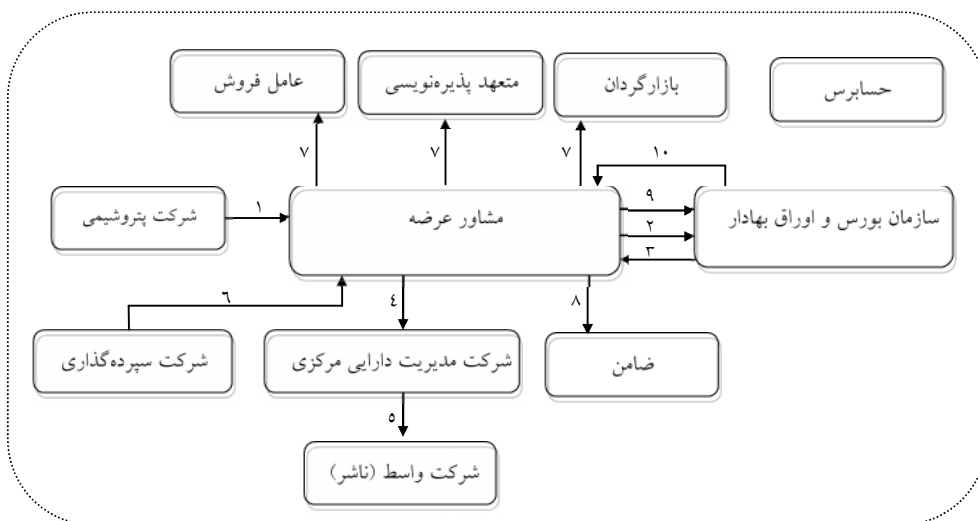 حسابرس
بازارگردان
متعهد پذیره‌نویسی
عامل فروش
۷
۷
۷
۱۰
سازمان بورس و اوراق بهادار
۹
۲
۳
مشاور عرضه
۱
شرکت پتروشیمی
۸
۴
۶
ضامن
شرکت مدیریت دارایی مرکزی
شرکت سپرده‌گذاری
۵
شرکت واسط (ناشر)